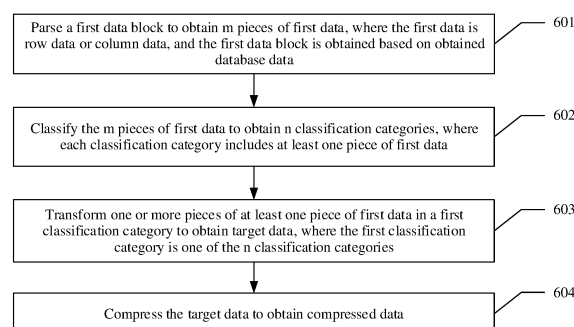 Parse a first data block to obtain m pieces of first data, where the first data is
row data or column data, and the first data block is obtained based on obtained
database data
601
Classify the m pieces of first data to obtain n classification categories, where
each classification category includes at least one piece of first data
602
Transform one or more pieces of at least one piece of first data in a first
classification category to obtain target data, where the first classification
category is one of the n classification categories
603
Compress the target data to obtain compressed data
604